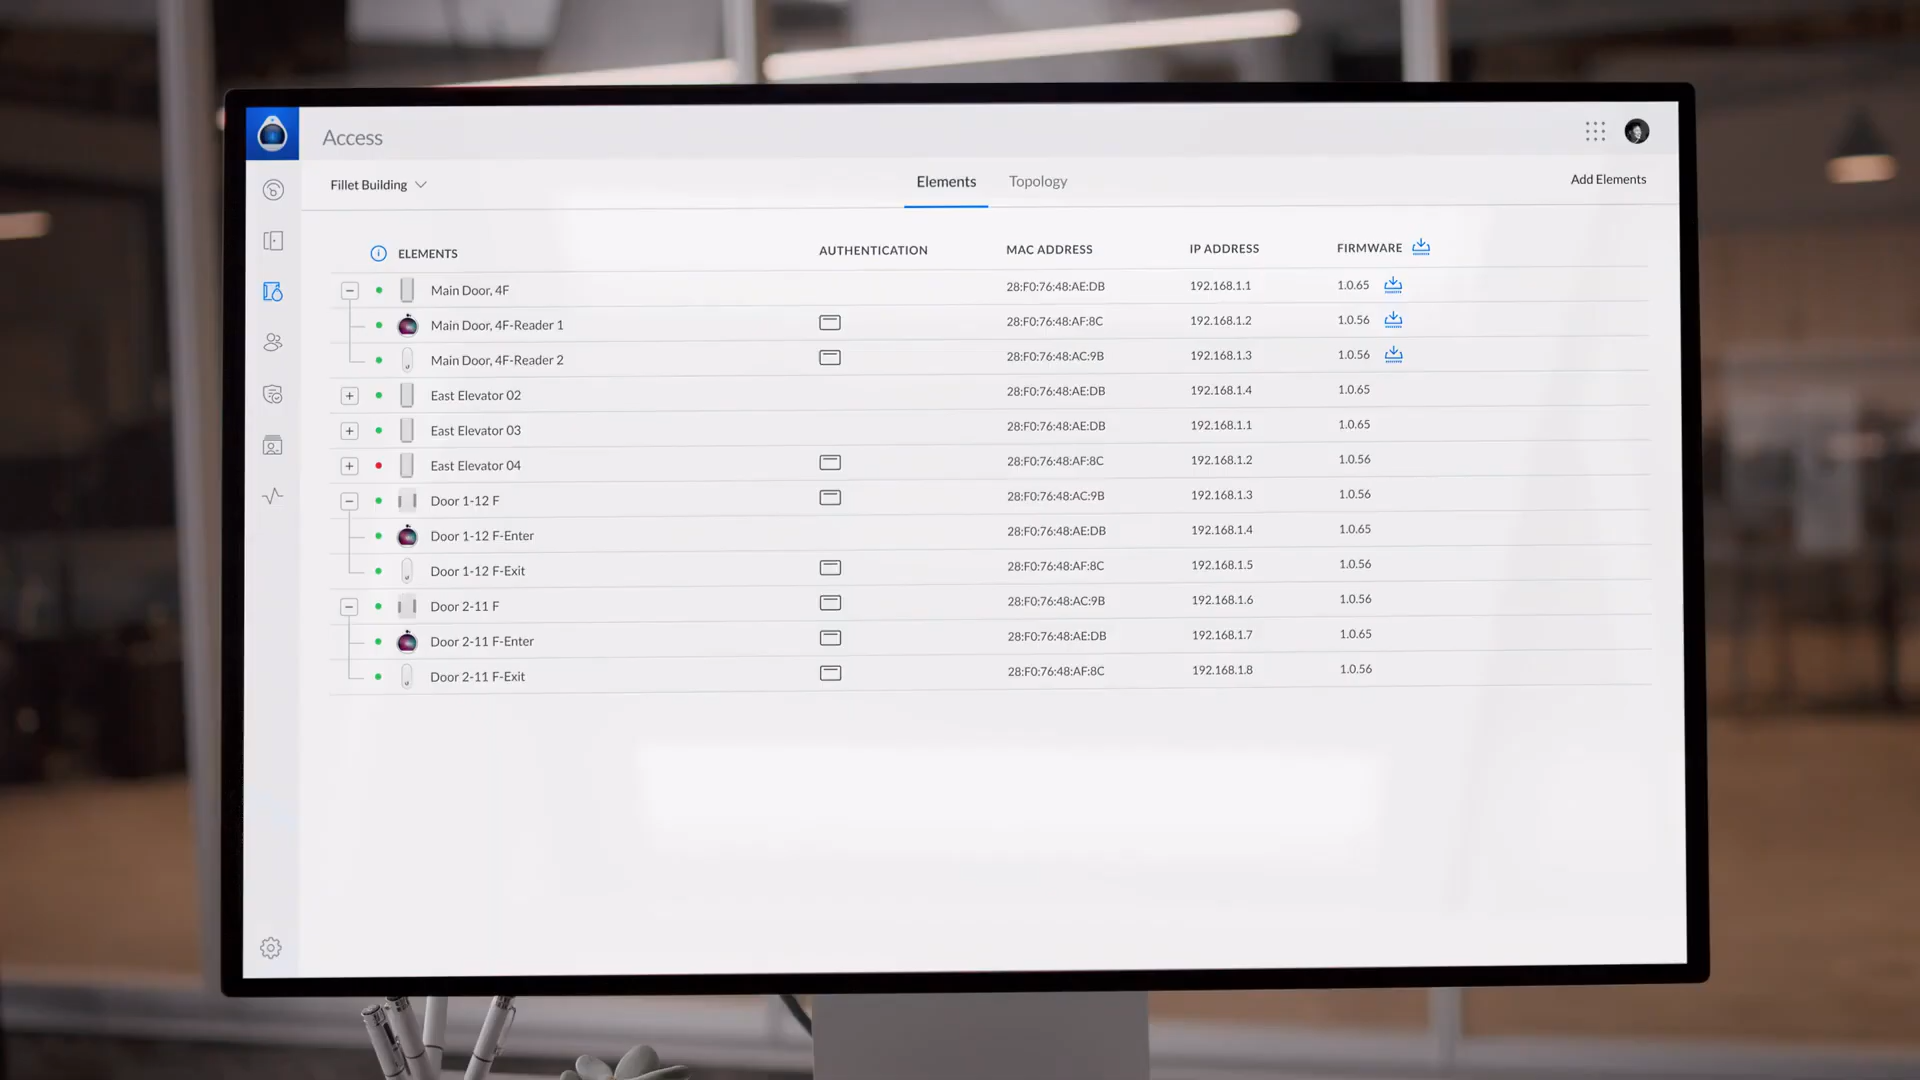 Access
Fillet Building
Elements Topology
Add Elements
ELEMENTS AUTHENTICATION MAC ADDRESS IP ADDRESS FIRMWARE
Main Door, 4F 28:F0:76:48:AE:DB 192.168.1.1 1.0.65
Main Door, 4F-Reader 1 28:F0:76:48:AF:8C 192.168.1.2 1.0.56
Main Door, 4F-Reader 2 28:F0:76:48:AC:9B 192.168.1.3 1.0.56
East Elevator 02 28:F0:76:48:AE:DB 192.168.1.4 1.0.65
East Elevator 03 28:F0:76:48:AE:DB 192.168.1.1 1.0.65
East Elevator 04 28:F0:76:48:AF:8C 192.168.1.2 1.0.56
Door 1-12 F 28:F0:76:48:AC:9B 192.168.1.3 1.0.56
Door 1-12 F-Enter 28:F0:76:48:AE:DB 192.168.1.4 1.0.65
Door 1-12 F-Exit 28:F0:76:48:AF:8C 192.168.1.5 1.0.56
Door 2-11 F 28:F0:76:48:AC:9B 192.168.1.6 1.0.56
Door 2-11 F-Enter 28:F0:76:48:AE:DB 192.168.1.7 1.0.65
Door 2-11 F-Exit 28:F0:76:48:AF:8C 192.168.1.8 1.0.56